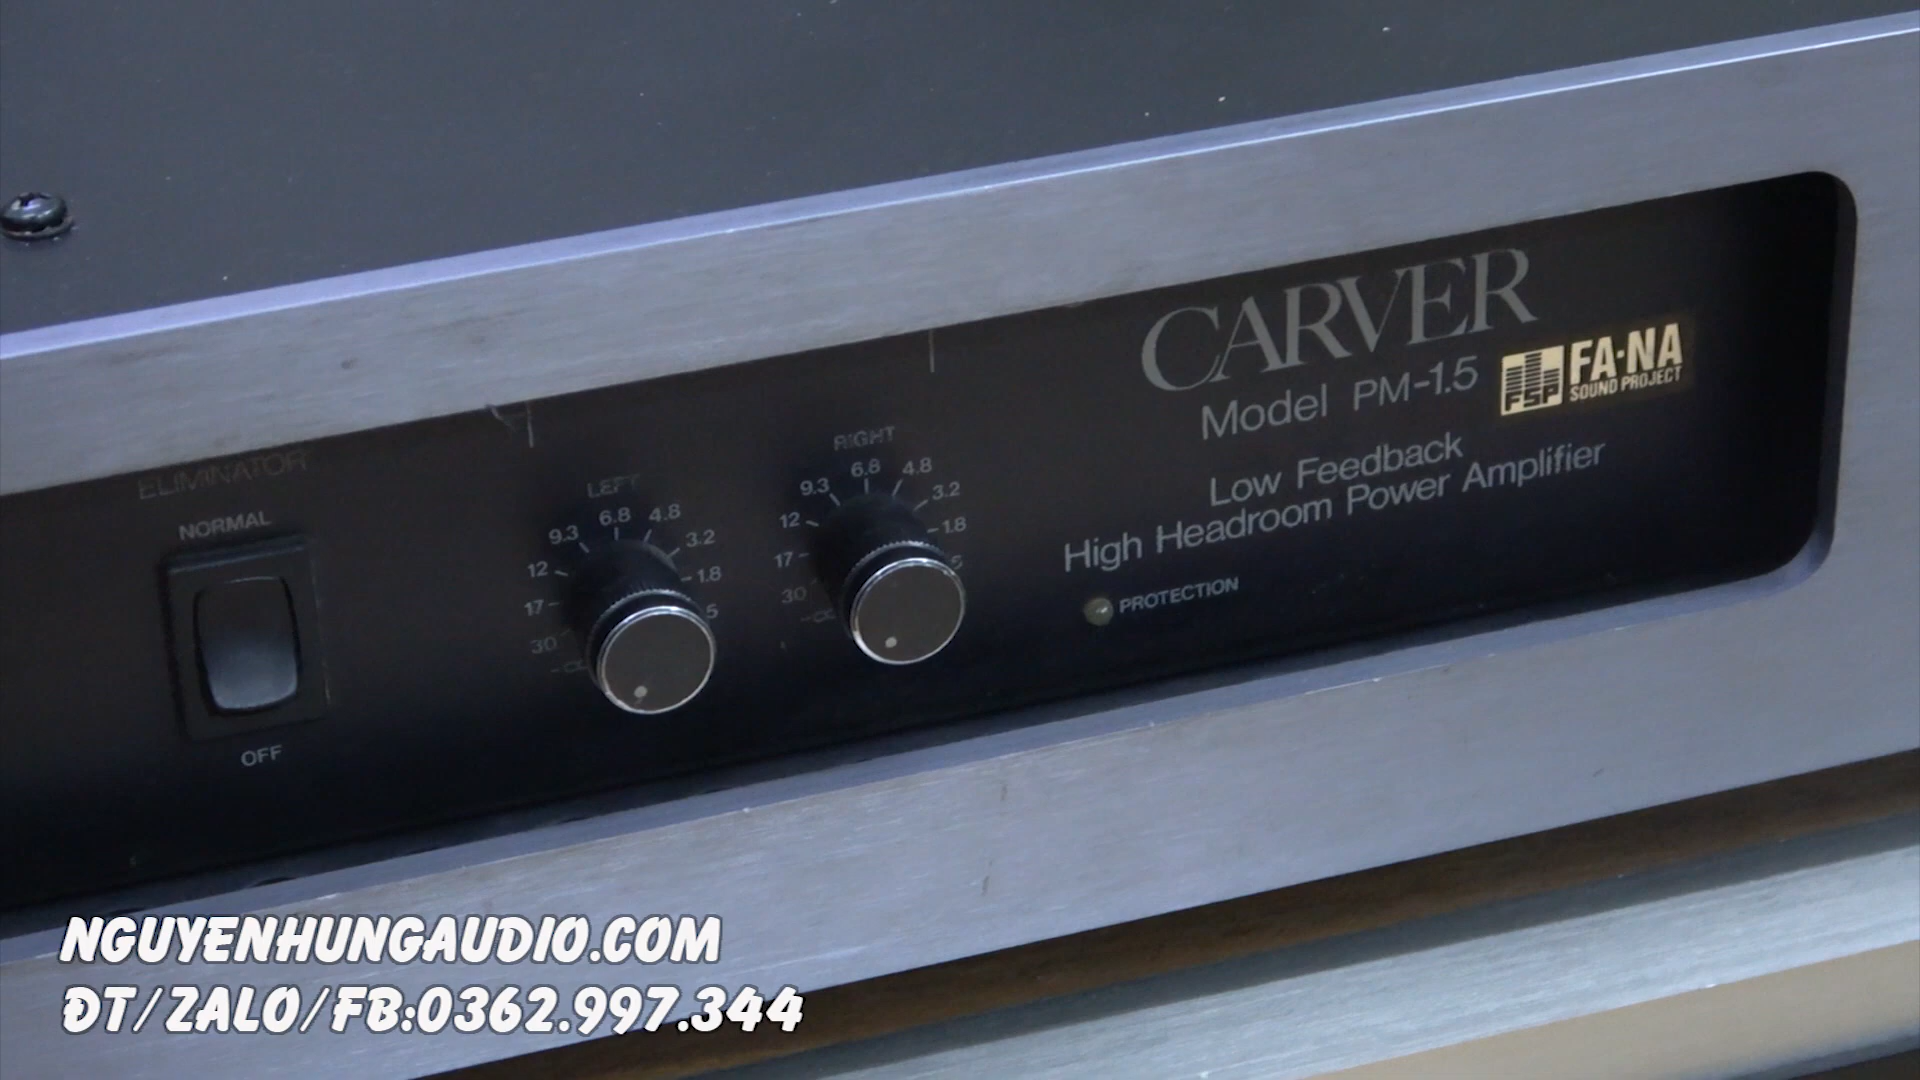 CARVER
Model PM-1.5
FSP
FA·NA
SOUND PROJECT
Low Feedback
High Headroom Power Amplifier
PROTECTION
ELIMINATOR
NORMAL
OFF
LEFT
6.8
9.3
4.8
3.2
12
1.8
17
5
30
-∞
RIGHT
6.8
9.3
4.8
3.2
12
1.8
17
5
30
-∞
NGUYENHUNGAUDIO.COM
ĐT/ZALO/FB:0362.997.344